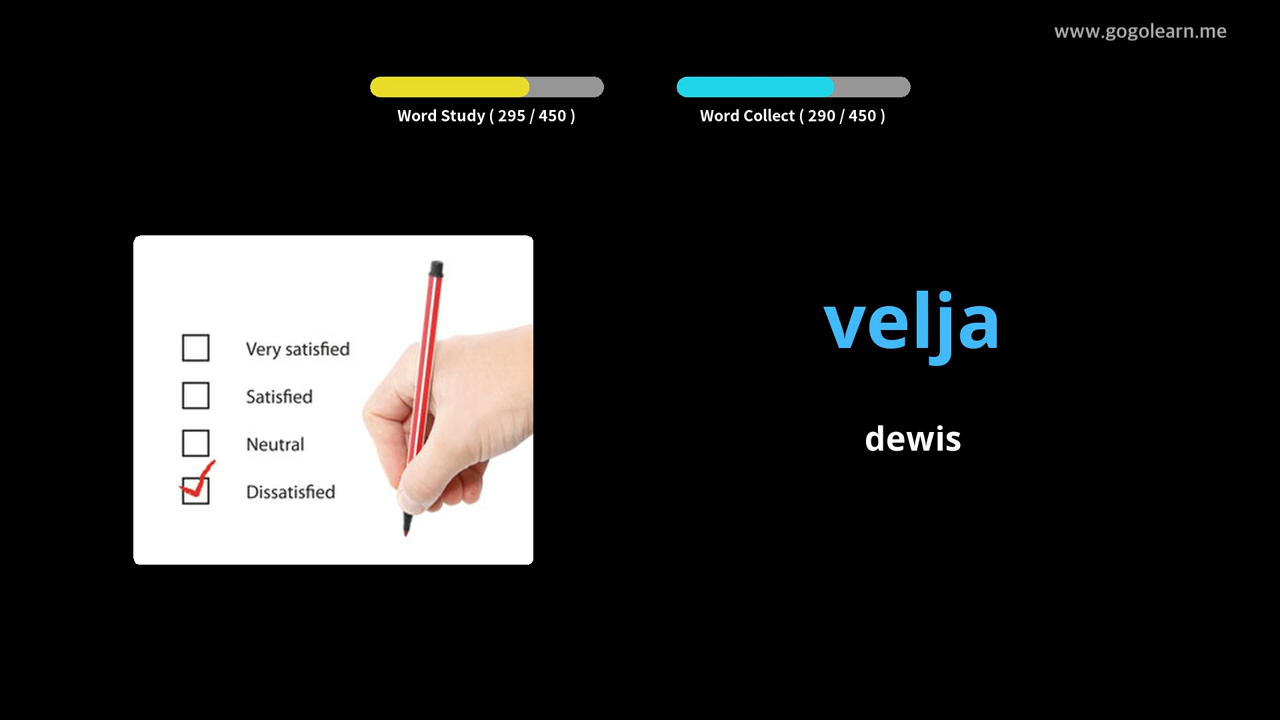 www.gogolearn.me
Word Study ( 295 / 450 )
Word Collect ( 290 / 450 )
Very satisfied
Satisfied
Neutral
Dissatisfied
velja
dewis